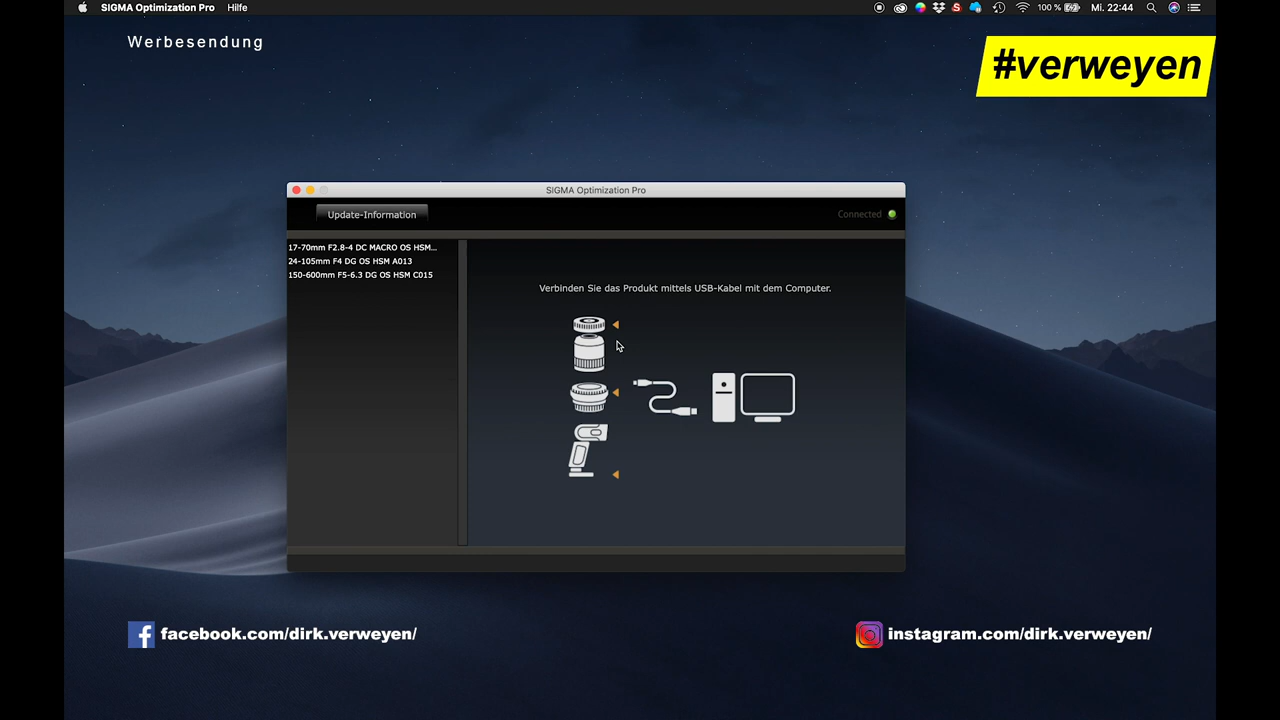 SIGMA Optimization Pro Hilfe
100 % Mi. 22:44
Werbesendung
#verweyen
SIGMA Optimization Pro
Update-Information
Connected
17-70mm F2.8-4 DC MACRO OS HSM...
24-105mm F4 DG OS HSM A013
150-600mm F5-6.3 DG OS HSM C015
Verbinden Sie das Produkt mittels USB-Kabel mit dem Computer.
facebook.com/dirk.verweyen/
instagram.com/dirk.verweyen/